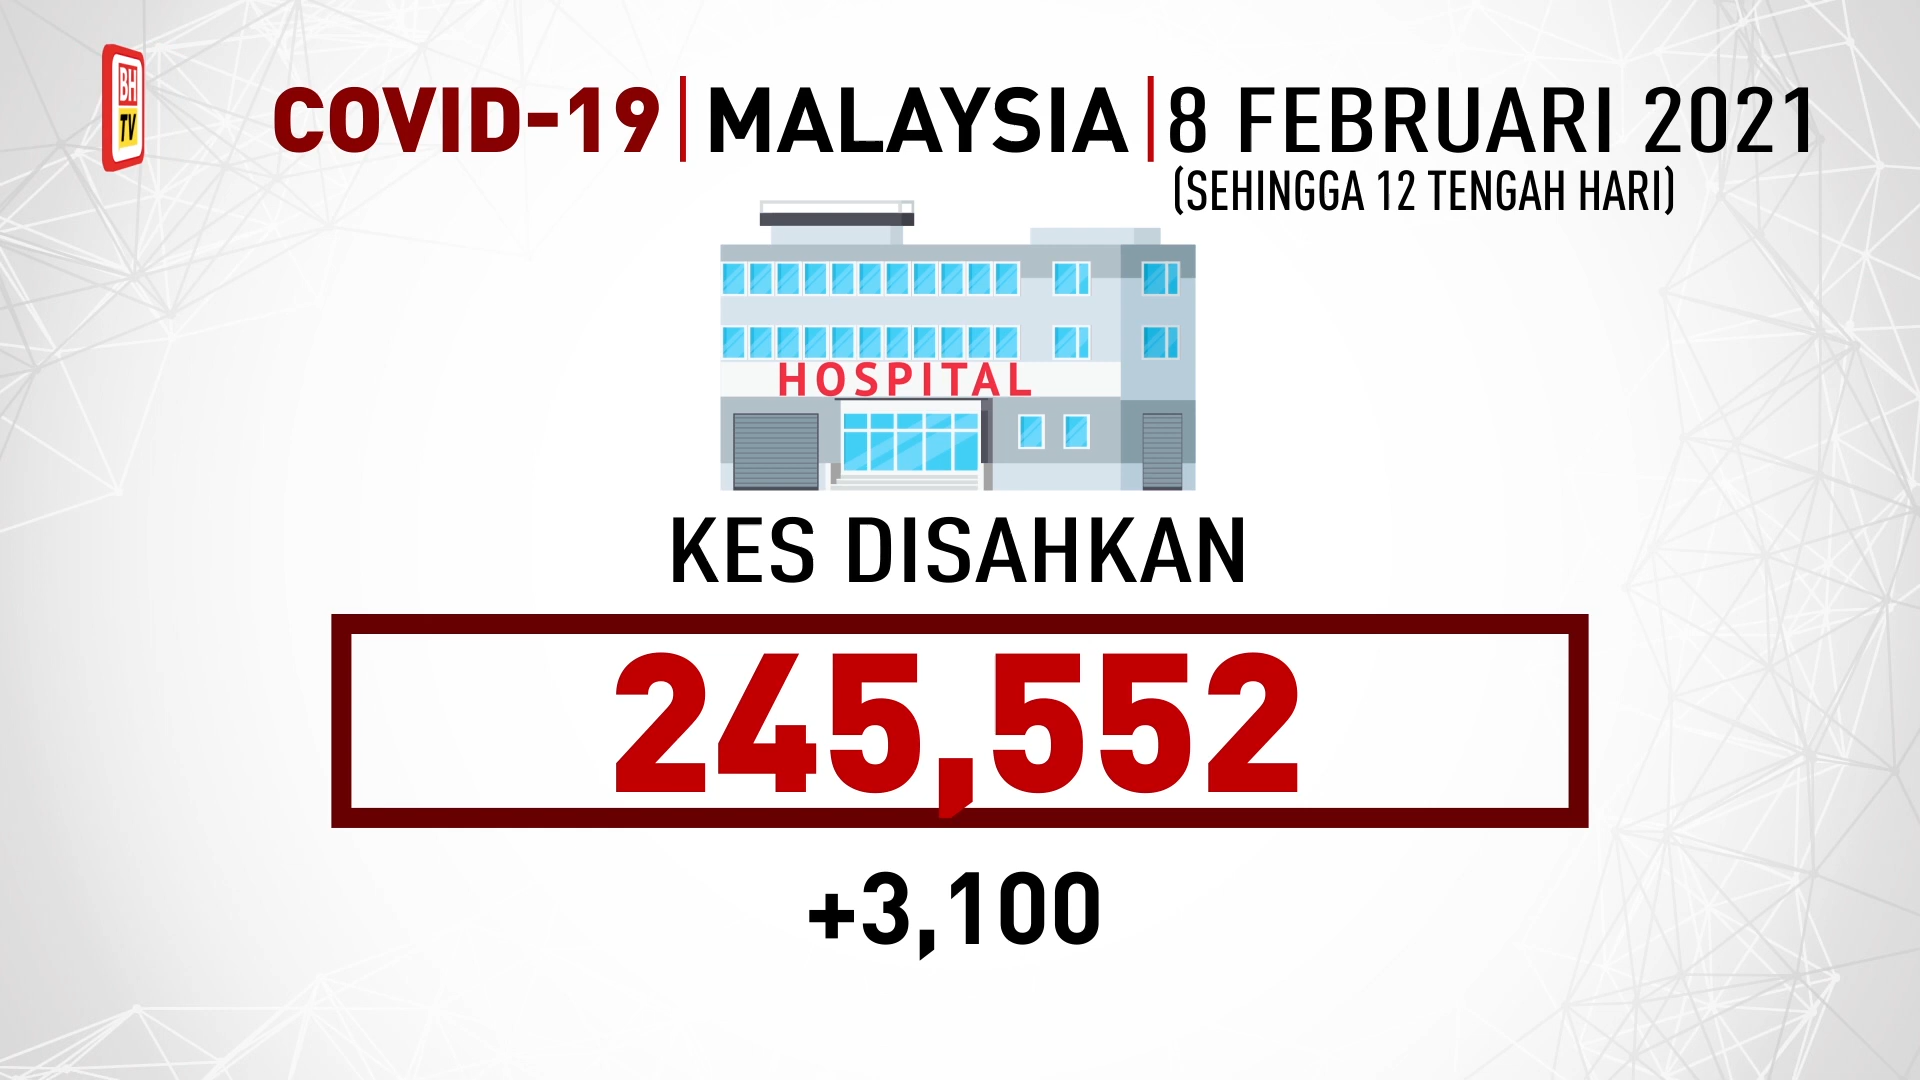 BH
TV
COVID-19 | MALAYSIA | 8 FEBRUARI 2021
(SEHINGGA 12 TENGAH HARI)
HOSPITAL
KES DISAHKAN
245,552
+3,100